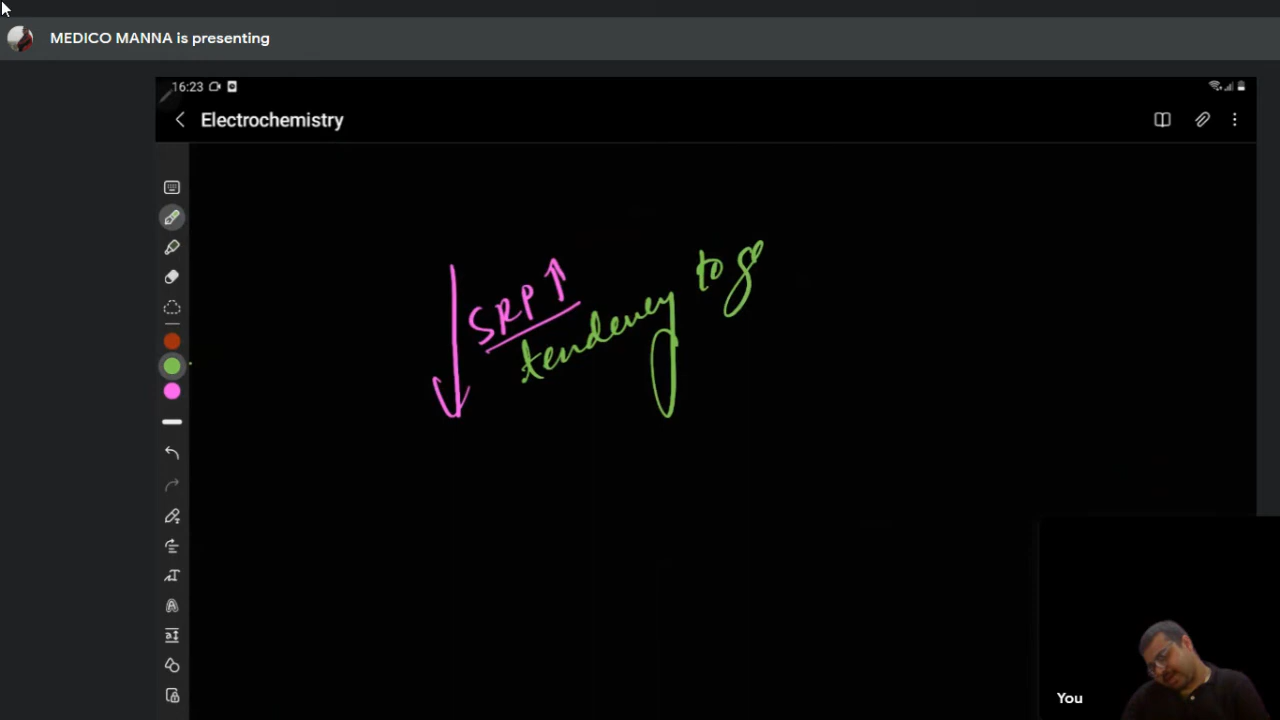 MEDICO MANNA is presenting
16:23
Electrochemistry
SRP ↑
tendency to g
You